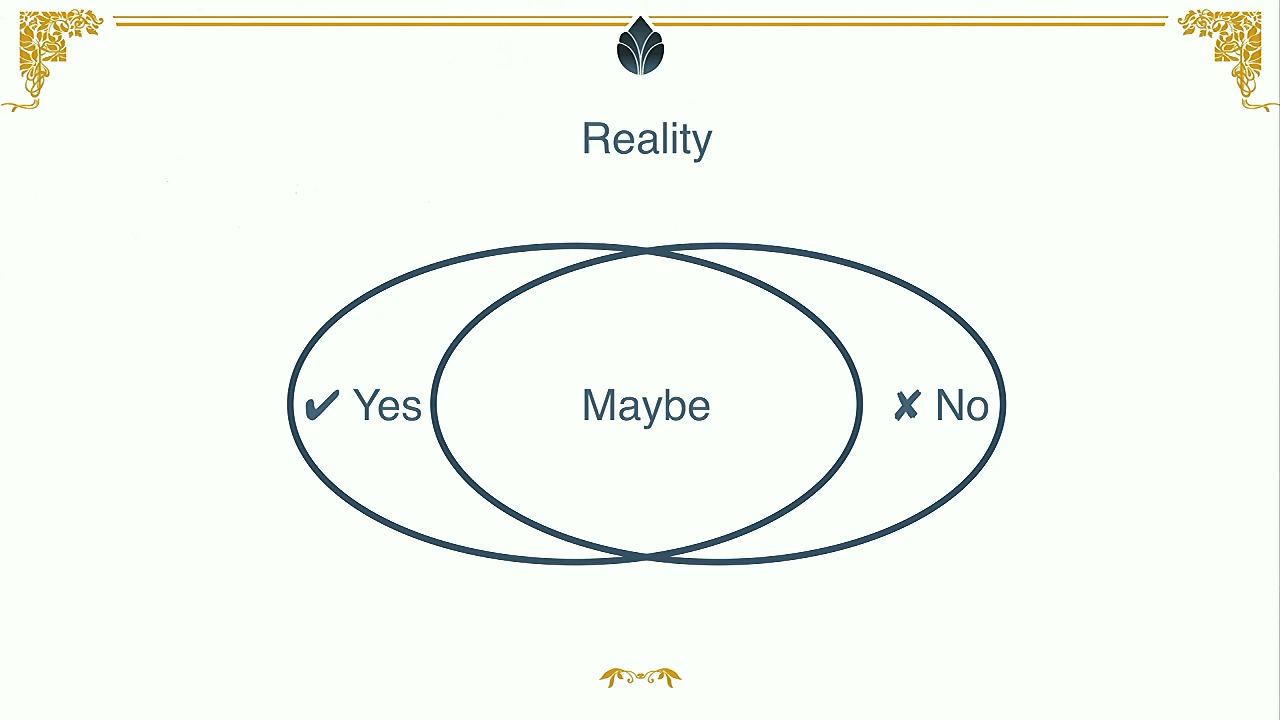 Reality
✔ Yes
Maybe
✘ No